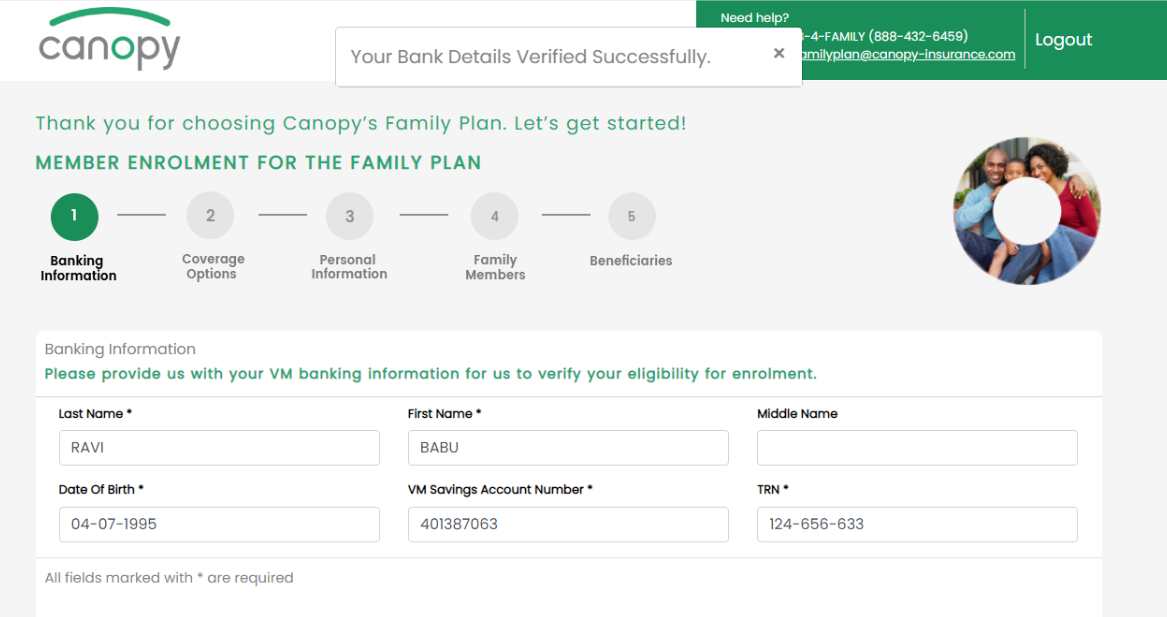 canopy
Need help?
-4-FAMILY (888-432-6459)
amilyplan@canopy-insurance.com
Logout
Your Bank Details Verified Successfully.
×
Thank you for choosing Canopy’s Family Plan. Let’s get started!
MEMBER ENROLMENT FOR THE FAMILY PLAN
1
2
3
4
5
Banking
Information
Coverage
Options
Personal
Information
Family
Members
Beneficiaries
Banking Information
Please provide us with your VM banking information for us to verify your eligibility for enrolment.
Last Name * First Name * Middle Name
RAVI BABU
Date Of Birth * VM Savings Account Number * TRN *
04-07-1995 401387063 124-656-633
All fields marked with * are required